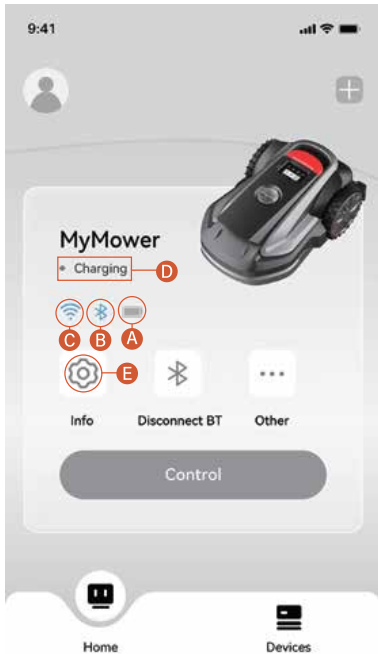 9:41
MyMower
Charging
D
C
B
A
E
Info
Disconnect BT
Other
Control
Home
Devices